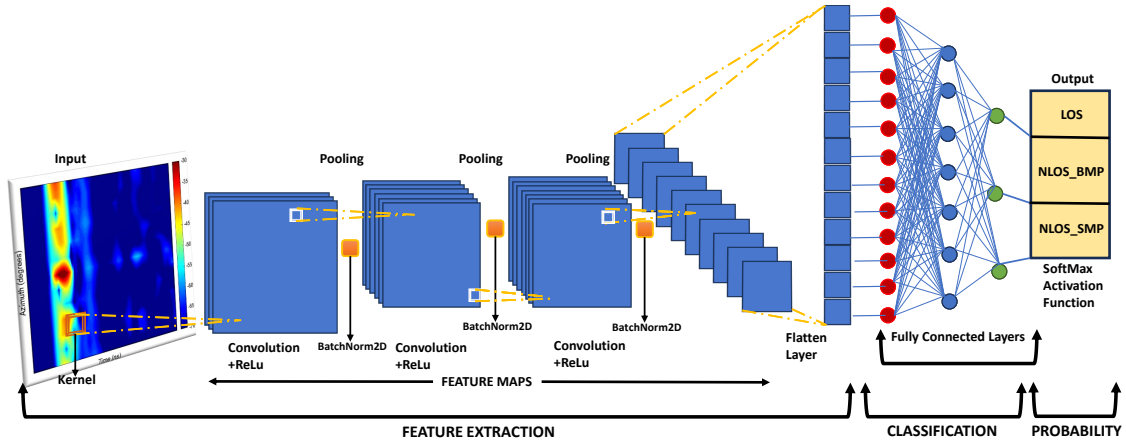 Output
LOS
NLOS_BMP
NLOS_SMP
SoftMax
Activation
Function
Input
Pooling
Pooling
Pooling
Azimuth (degrees)
Time (ns)
Kernel
-30
Convolution
+ReLu
BatchNorm2D
Convolution
+ReLu
BatchNorm2D
Convolution
+ReLu
BatchNorm2D
Flatten
Layer
Fully Connected Layers
FEATURE MAPS
FEATURE EXTRACTION
CLASSIFICATION
PROBABILITY